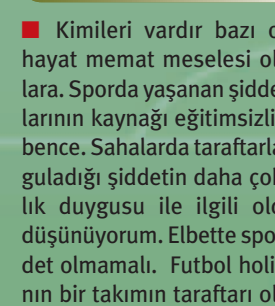 Kimileri vardır bazı
hayat memat meselesi
lara. Sporda yaşanan
larının kaynağı
bence. Sahalarda
guladığı şiddetin daha
lık duygusu ile ilgili
düşünüyorum. Elbette
det olmamalı. Futbol
nın bir takımın taraftarı